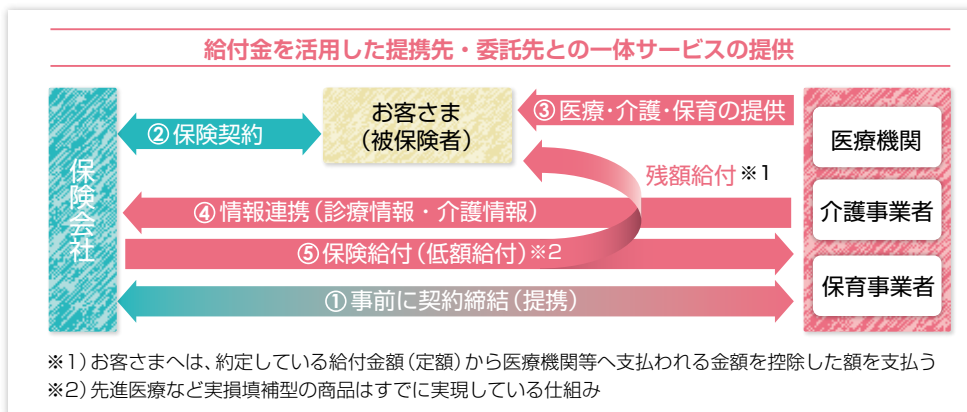 給付金を活用した提携先・委託先との一体サービスの提供
保険会社
②保険契約
お客さま
(被保険者)
③医療・介護・保育の提供
医療機関
残額給付※1
④情報連携(診療情報・介護情報)
介護事業者
⑤保険給付(低額給付)※2
保育事業者
①事前に契約締結(提携)
※1)お客さまへは、約定している給付金額(定額)から医療機関等へ支払われる金額を控除した額を支払う
※2)先進医療など実損填補型の商品はすでに実現している仕組み